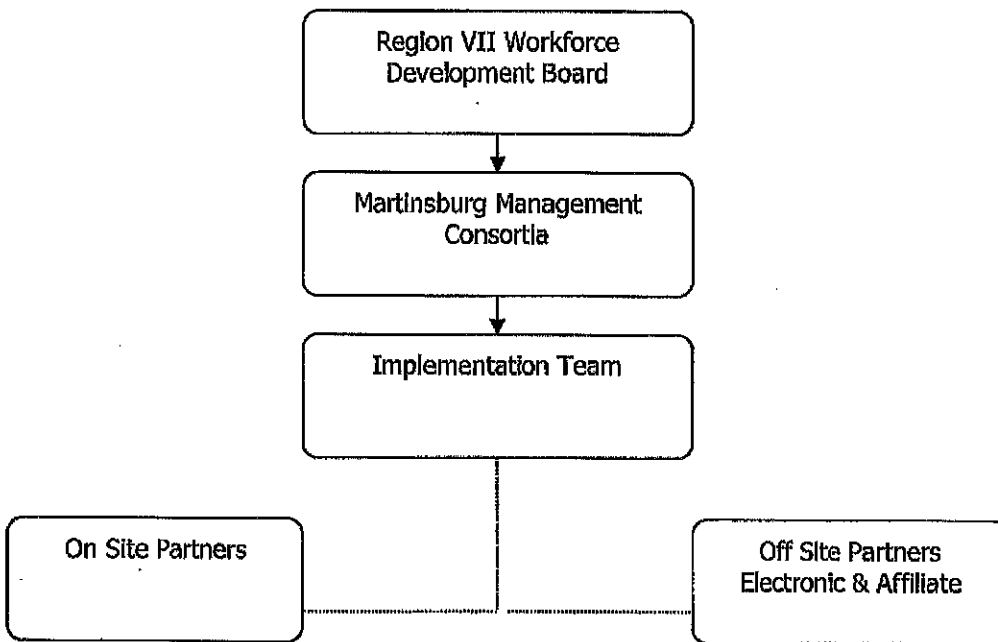 Region VII Workforce
Development Board
Martinsburg Management
Consortia
Implementation Team
On Site Partners
Off Site Partners
Electronic & Affiliate